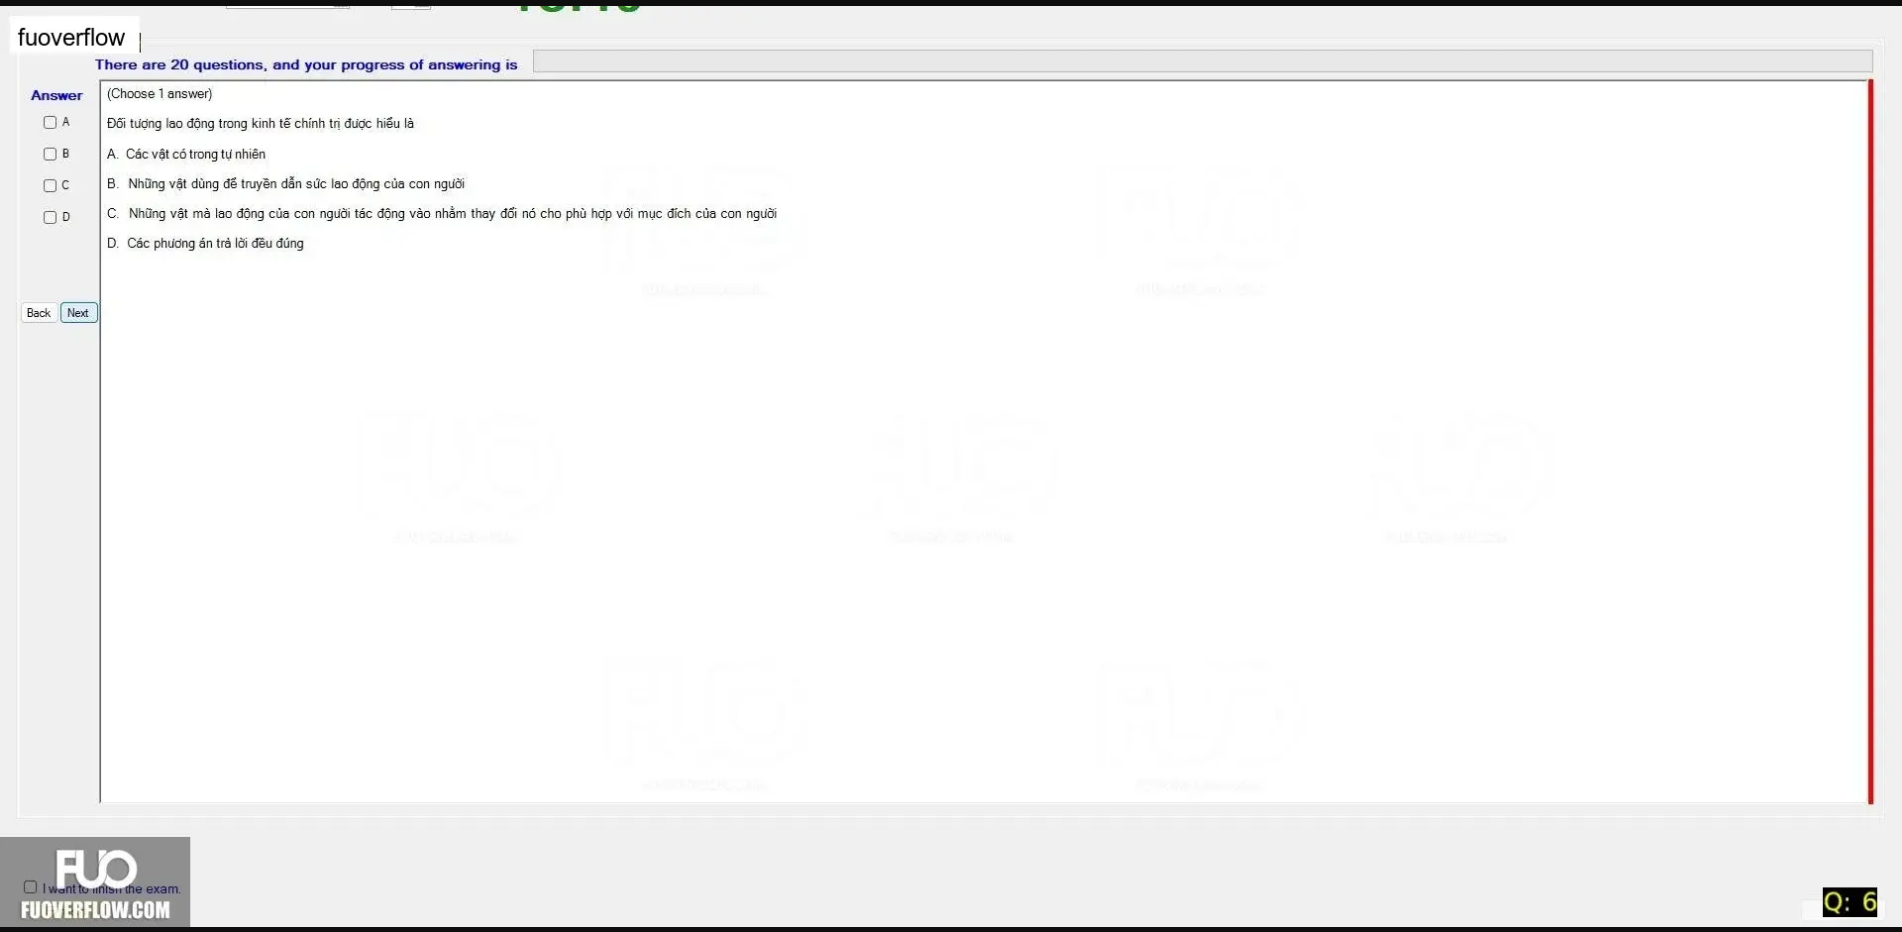 fuoverflow
There are 20 questions, and your progress of answering is
Answer
(Choose 1 answer)
A
Đối tượng lao động trong kinh tế chính trị được hiểu là
B
A. Các vật có trong tự nhiên
C
B. Những vật dùng để truyền dẫn sức lao động của con người
D
C. Những vật mà lao động của con người tác động vào nhằm thay đổi nó cho phù hợp với mục đích của con người
D. Các phương án trả lời đều đúng
Back Next
FUO
I want to finish the exam.
FUOVERFLOW.COM
Q: 6